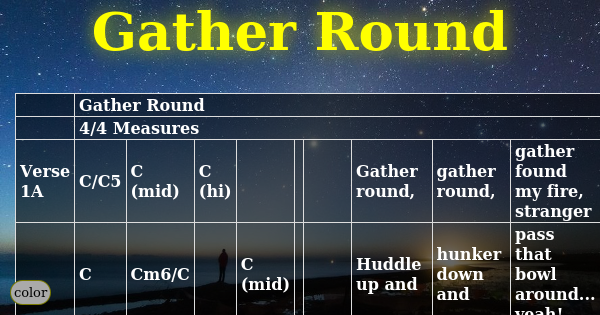 Gather Round
Gather Round
4/4 Measures
Verse 1A C/C5 C (mid) C (hi) Gather round, gather round, gather found my fire, stranger
C Cm6/C C (mid) Huddle up and hunker down and pass that bowl around... yeah!
color